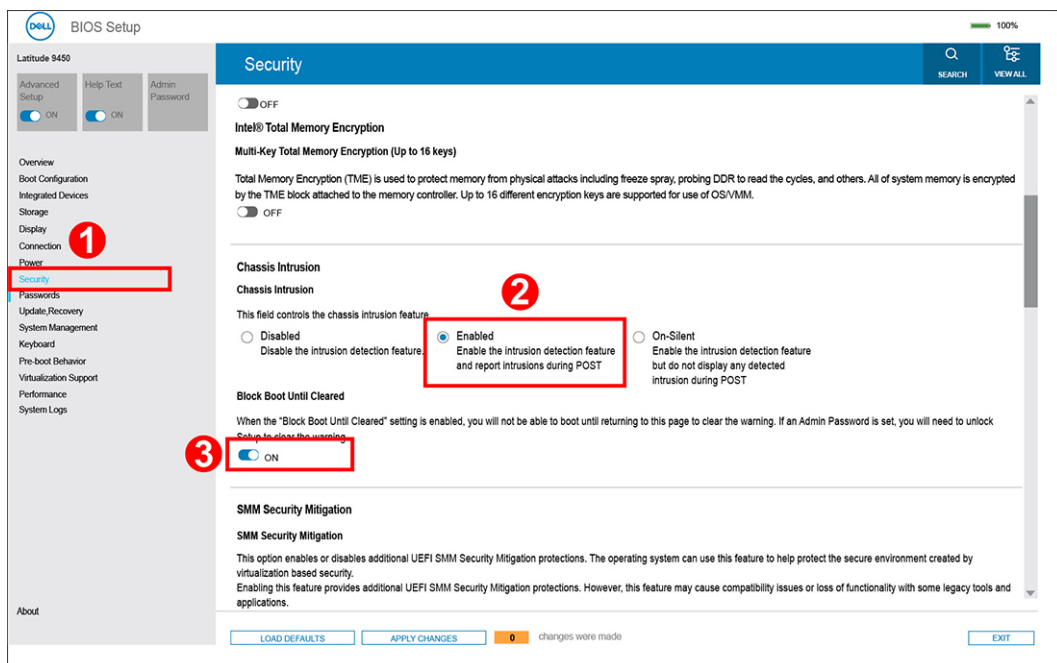 DELL
BIOS Setup
100%
Latitude 9450
Advanced Setup
ON
Help Text
ON
Admin Password
Overview
Boot Configuration
Integrated Devices
Storage
Display
Connection
1
Power
Security
Passwords
Update,Recovery
System Management
Keyboard
Pre-boot Behavior
Virtualization Support
Performance
System Logs
About
Security
SEARCH
VIEW ALL
OFF
Intel® Total Memory Encryption
Multi-Key Total Memory Encryption (Up to 16 keys)
Total Memory Encryption (TME) is used to protect memory from physical attacks including freeze spray, probing DDR to read the cycles, and others. All of system memory is encrypted
by the TME block attached to the memory controller. Up to 16 different encryption keys are supported for use of OS/VMM.
OFF
Chassis Intrusion
Chassis Intrusion
2
This field controls the chassis intrusion feature.
Disabled
Disable the intrusion detection feature.
Enabled
Enable the intrusion detection feature
and report intrusions during POST
On-Silent
Enable the intrusion detection feature
but do not display any detected
intrusion during POST
Block Boot Until Cleared
When the "Block Boot Until Cleared" setting is enabled, you will not be able to boot until returning to this page to clear the warning. If an Admin Password is set, you will need to unlock
Setup to clear the warning.
3
ON
SMM Security Mitigation
SMM Security Mitigation
This option enables or disables additional UEFI SMM Security Mitigation protections. The operating system can use this feature to help protect the secure environment created by
virtualization based security.
Enabling this feature provides additional UEFI SMM Security Mitigation protections. However, this feature may cause compatibility issues or loss of functionality with some legacy tools and
applications.
LOAD DEFAULTS
APPLY CHANGES
0
changes were made
EXIT